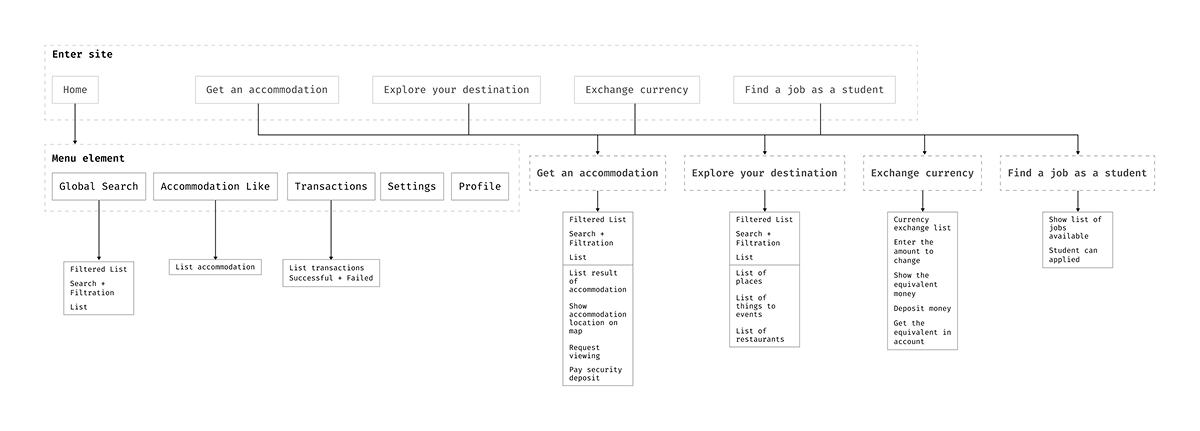 Enter site
Home
Get an accommodation
Explore your destination
Exchange currency
Find a job as a student
Menu element
Global Search
Accommodation Like
Transactions
Settings
Profile
Get an accommodation
Explore your destination
Exchange currency
Find a job as a student
Filtered List
Search +
Filtration
List
List accommodation
List transactions
Successful + Failed
Filtered List
Search +
Filtration
List
List result
of
accommodation
Show
accommodation
location on
map
Request
viewing
Pay security
deposit
Filtered List
Search +
Filtration
List
List of
places
List of
things to
events
List of
restaurants
Currency
exchange list
Enter the
amount to
change
Show the
equivalent
money
Deposit money
Get the
equivalent in
account
Show list of
jobs
available
Student can
applied